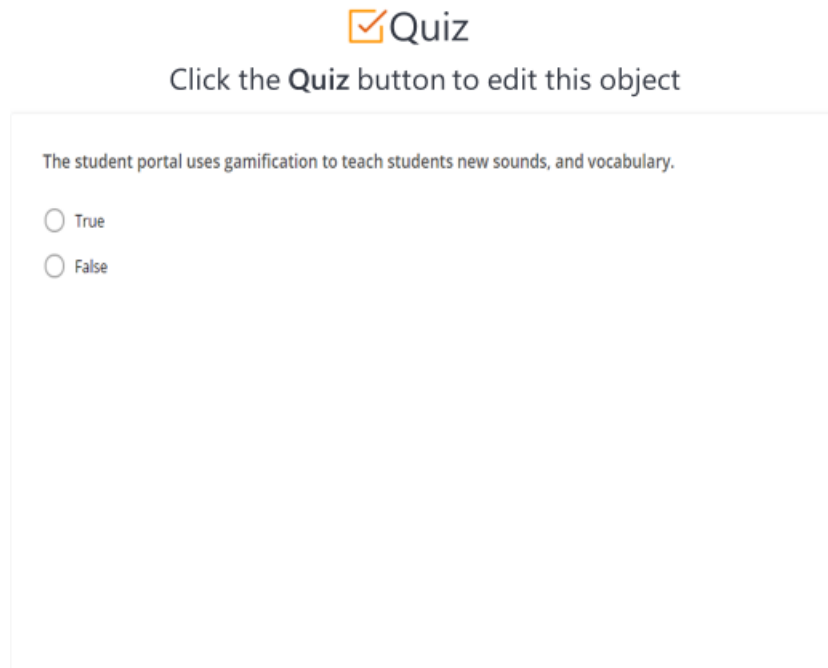 Quiz
Click the Quiz button to edit this object
The student portal uses gamification to teach students new sounds, and vocabulary.
True
False